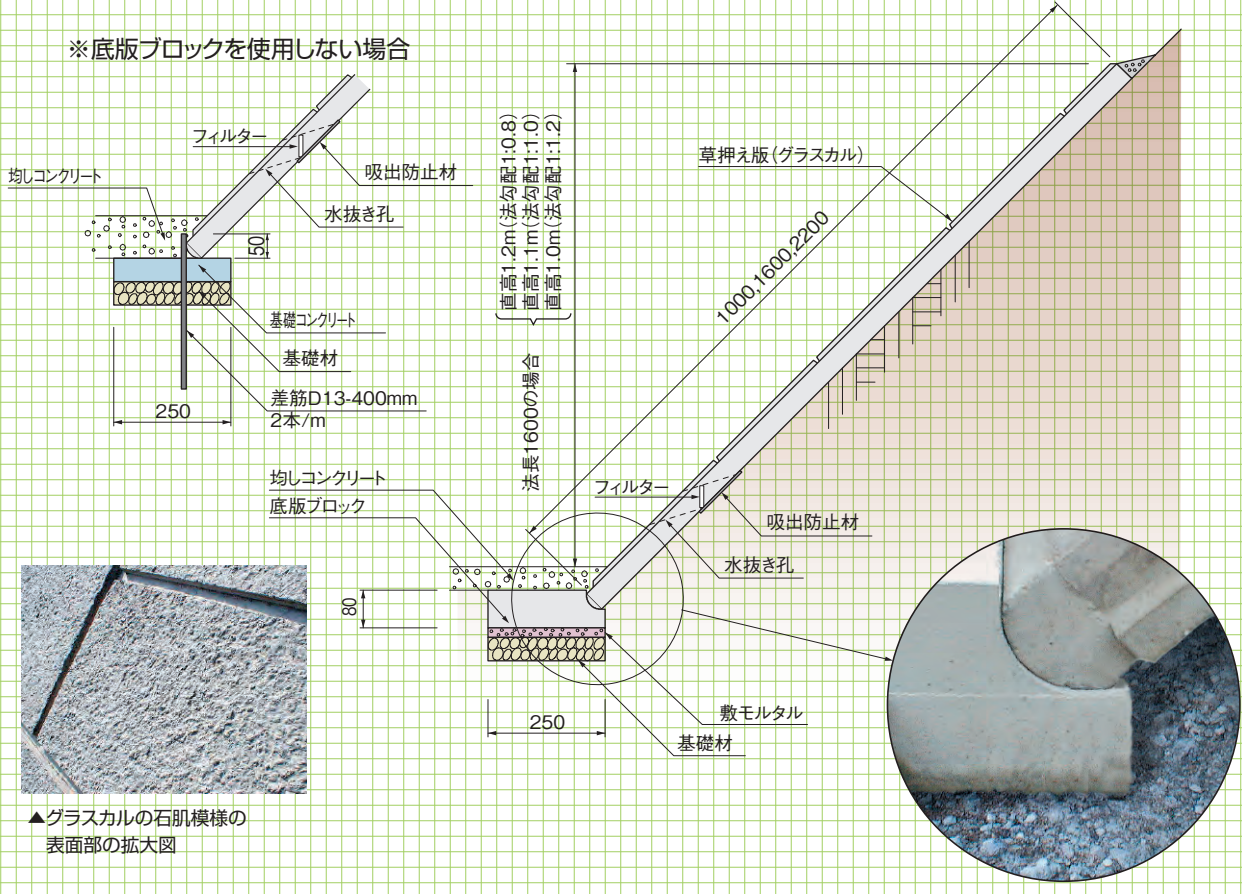 ※底版ブロックを使用しない場合
フィルター
吸出防止材
均しコンクリート
水抜き孔
50
基礎コンクリート
基礎材
差筋D13-400mm
2本/m
250
直高1.2m(法勾配1:0.8)
直高1.1m(法勾配1:1.0)
直高1.0m(法勾配1:1.2)
法長1600の場合
草押え版(グラスカル)
1000,1600,2200
均しコンクリート
底版ブロック
フィルター
吸出防止材
水抜き孔
80
250
敷モルタル
基礎材
▲グラスカルの石肌模様の
表面部の拡大図